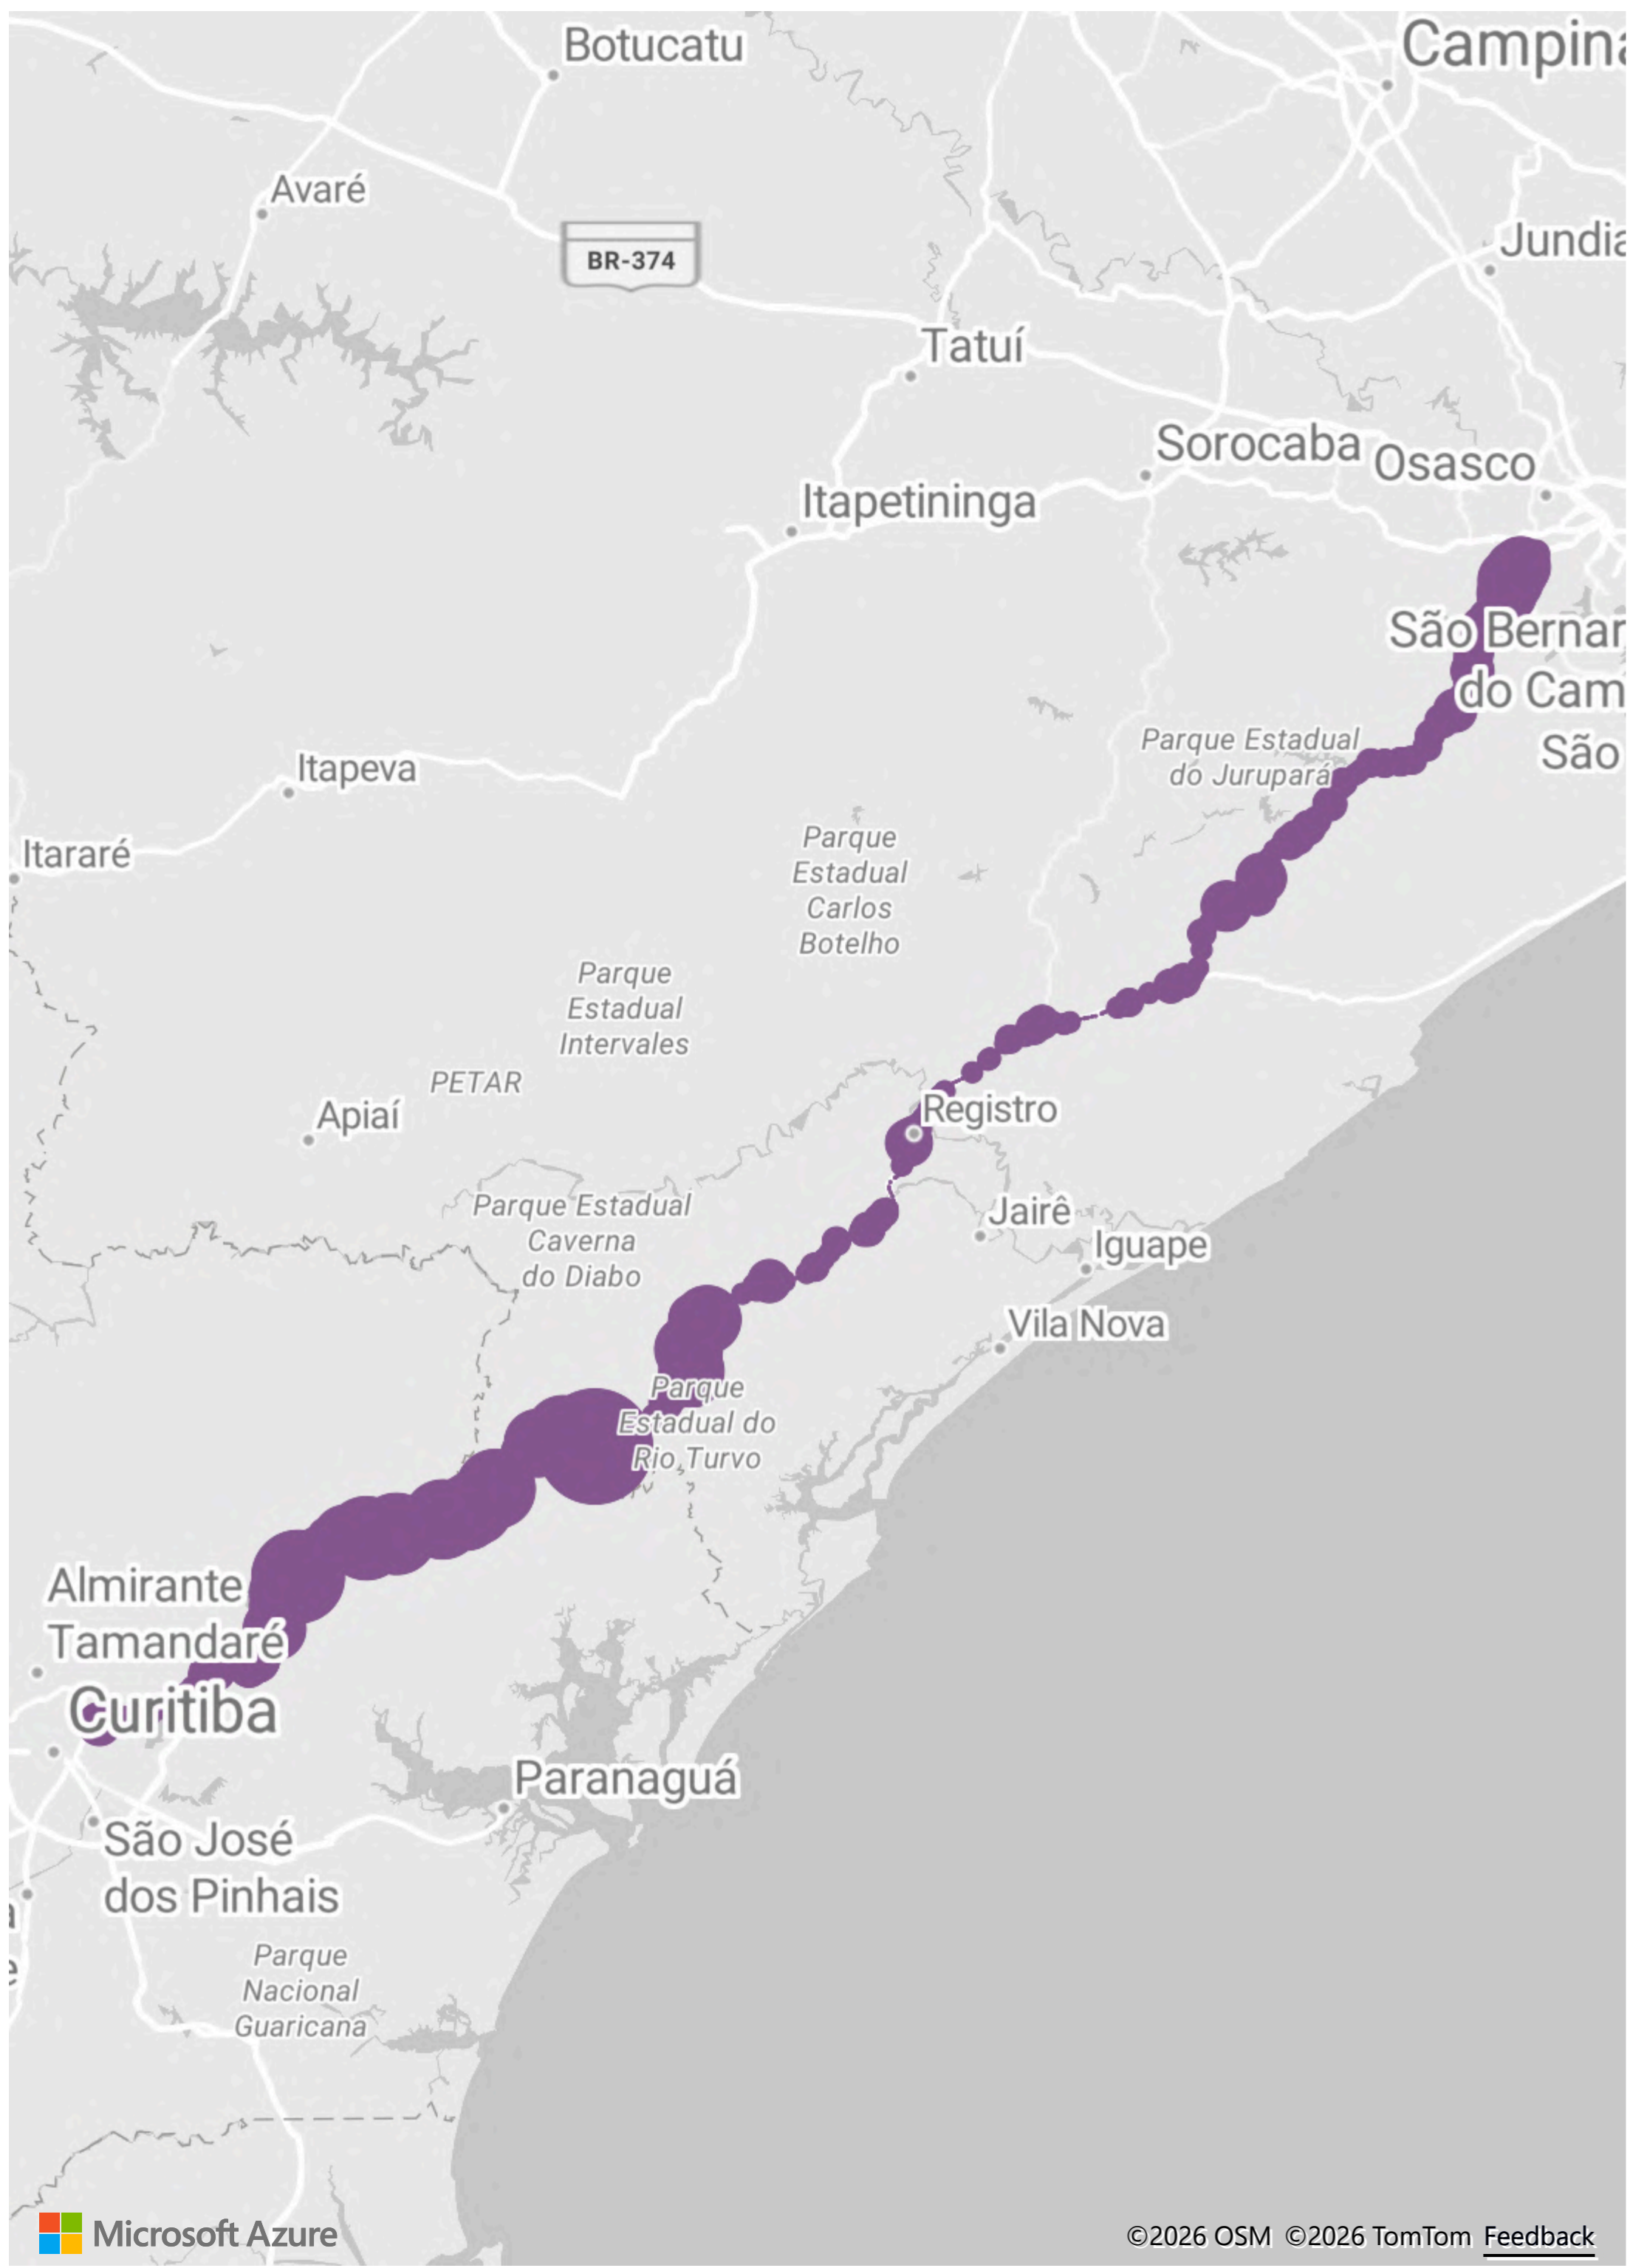 Botucatu
Campina
Avaré
Jundia
BR-374
Tatuí
Sorocaba
Osasco
Itapetininga
São Bernar
do Cam
São
Parque Estadual
do Jurupará
Itapeva
Itararé
Parque
Estadual
Carlos
Botelho
Parque
Estadual
Intervales
PETAR
Apiaí
Registro
Parque Estadual
Caverna
do Diabo
Jairê
Iguape
Vila Nova
Parque
Estadual do
Rio Turvo
Almirante
Tamandaré
Curitiba
Paranaguá
São José
dos Pinhais
Parque
Nacional
Guaricana
Microsoft Azure
©2026 OSM ©2026 TomTom Feedback